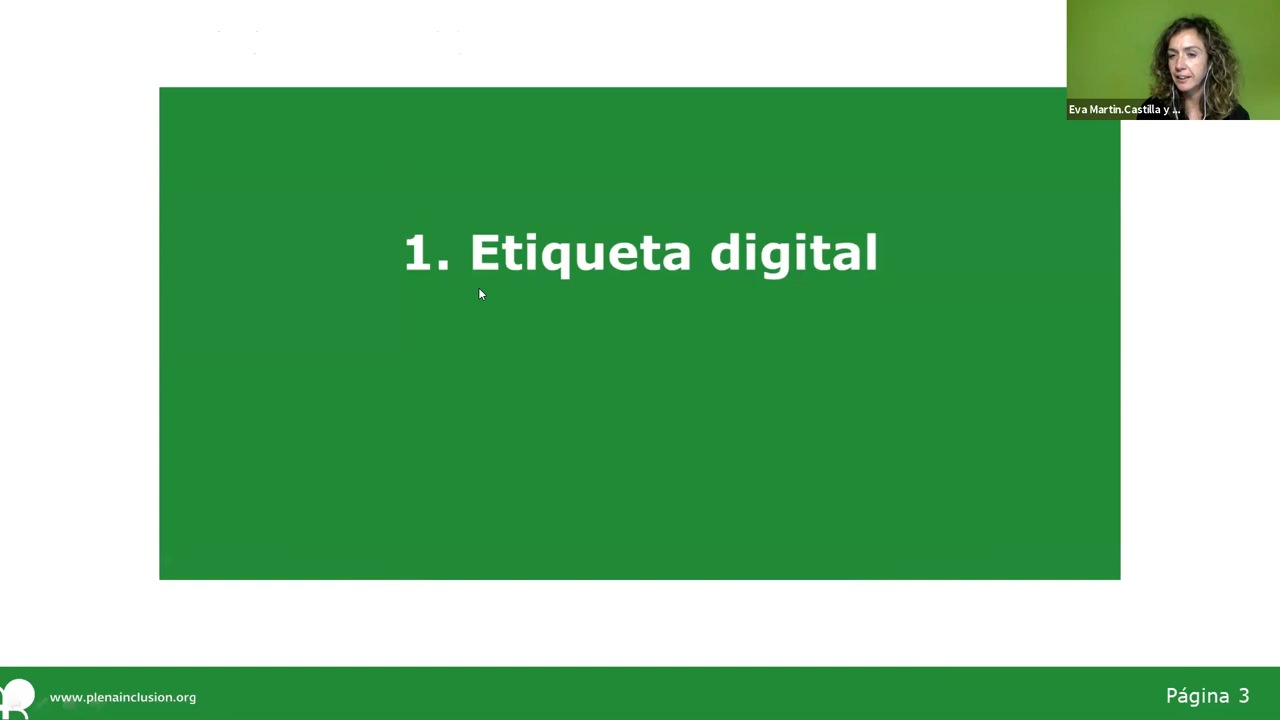 Eva Martin.Castilla y ...
1. Etiqueta digital
www.plenainclusion.org
Página 3